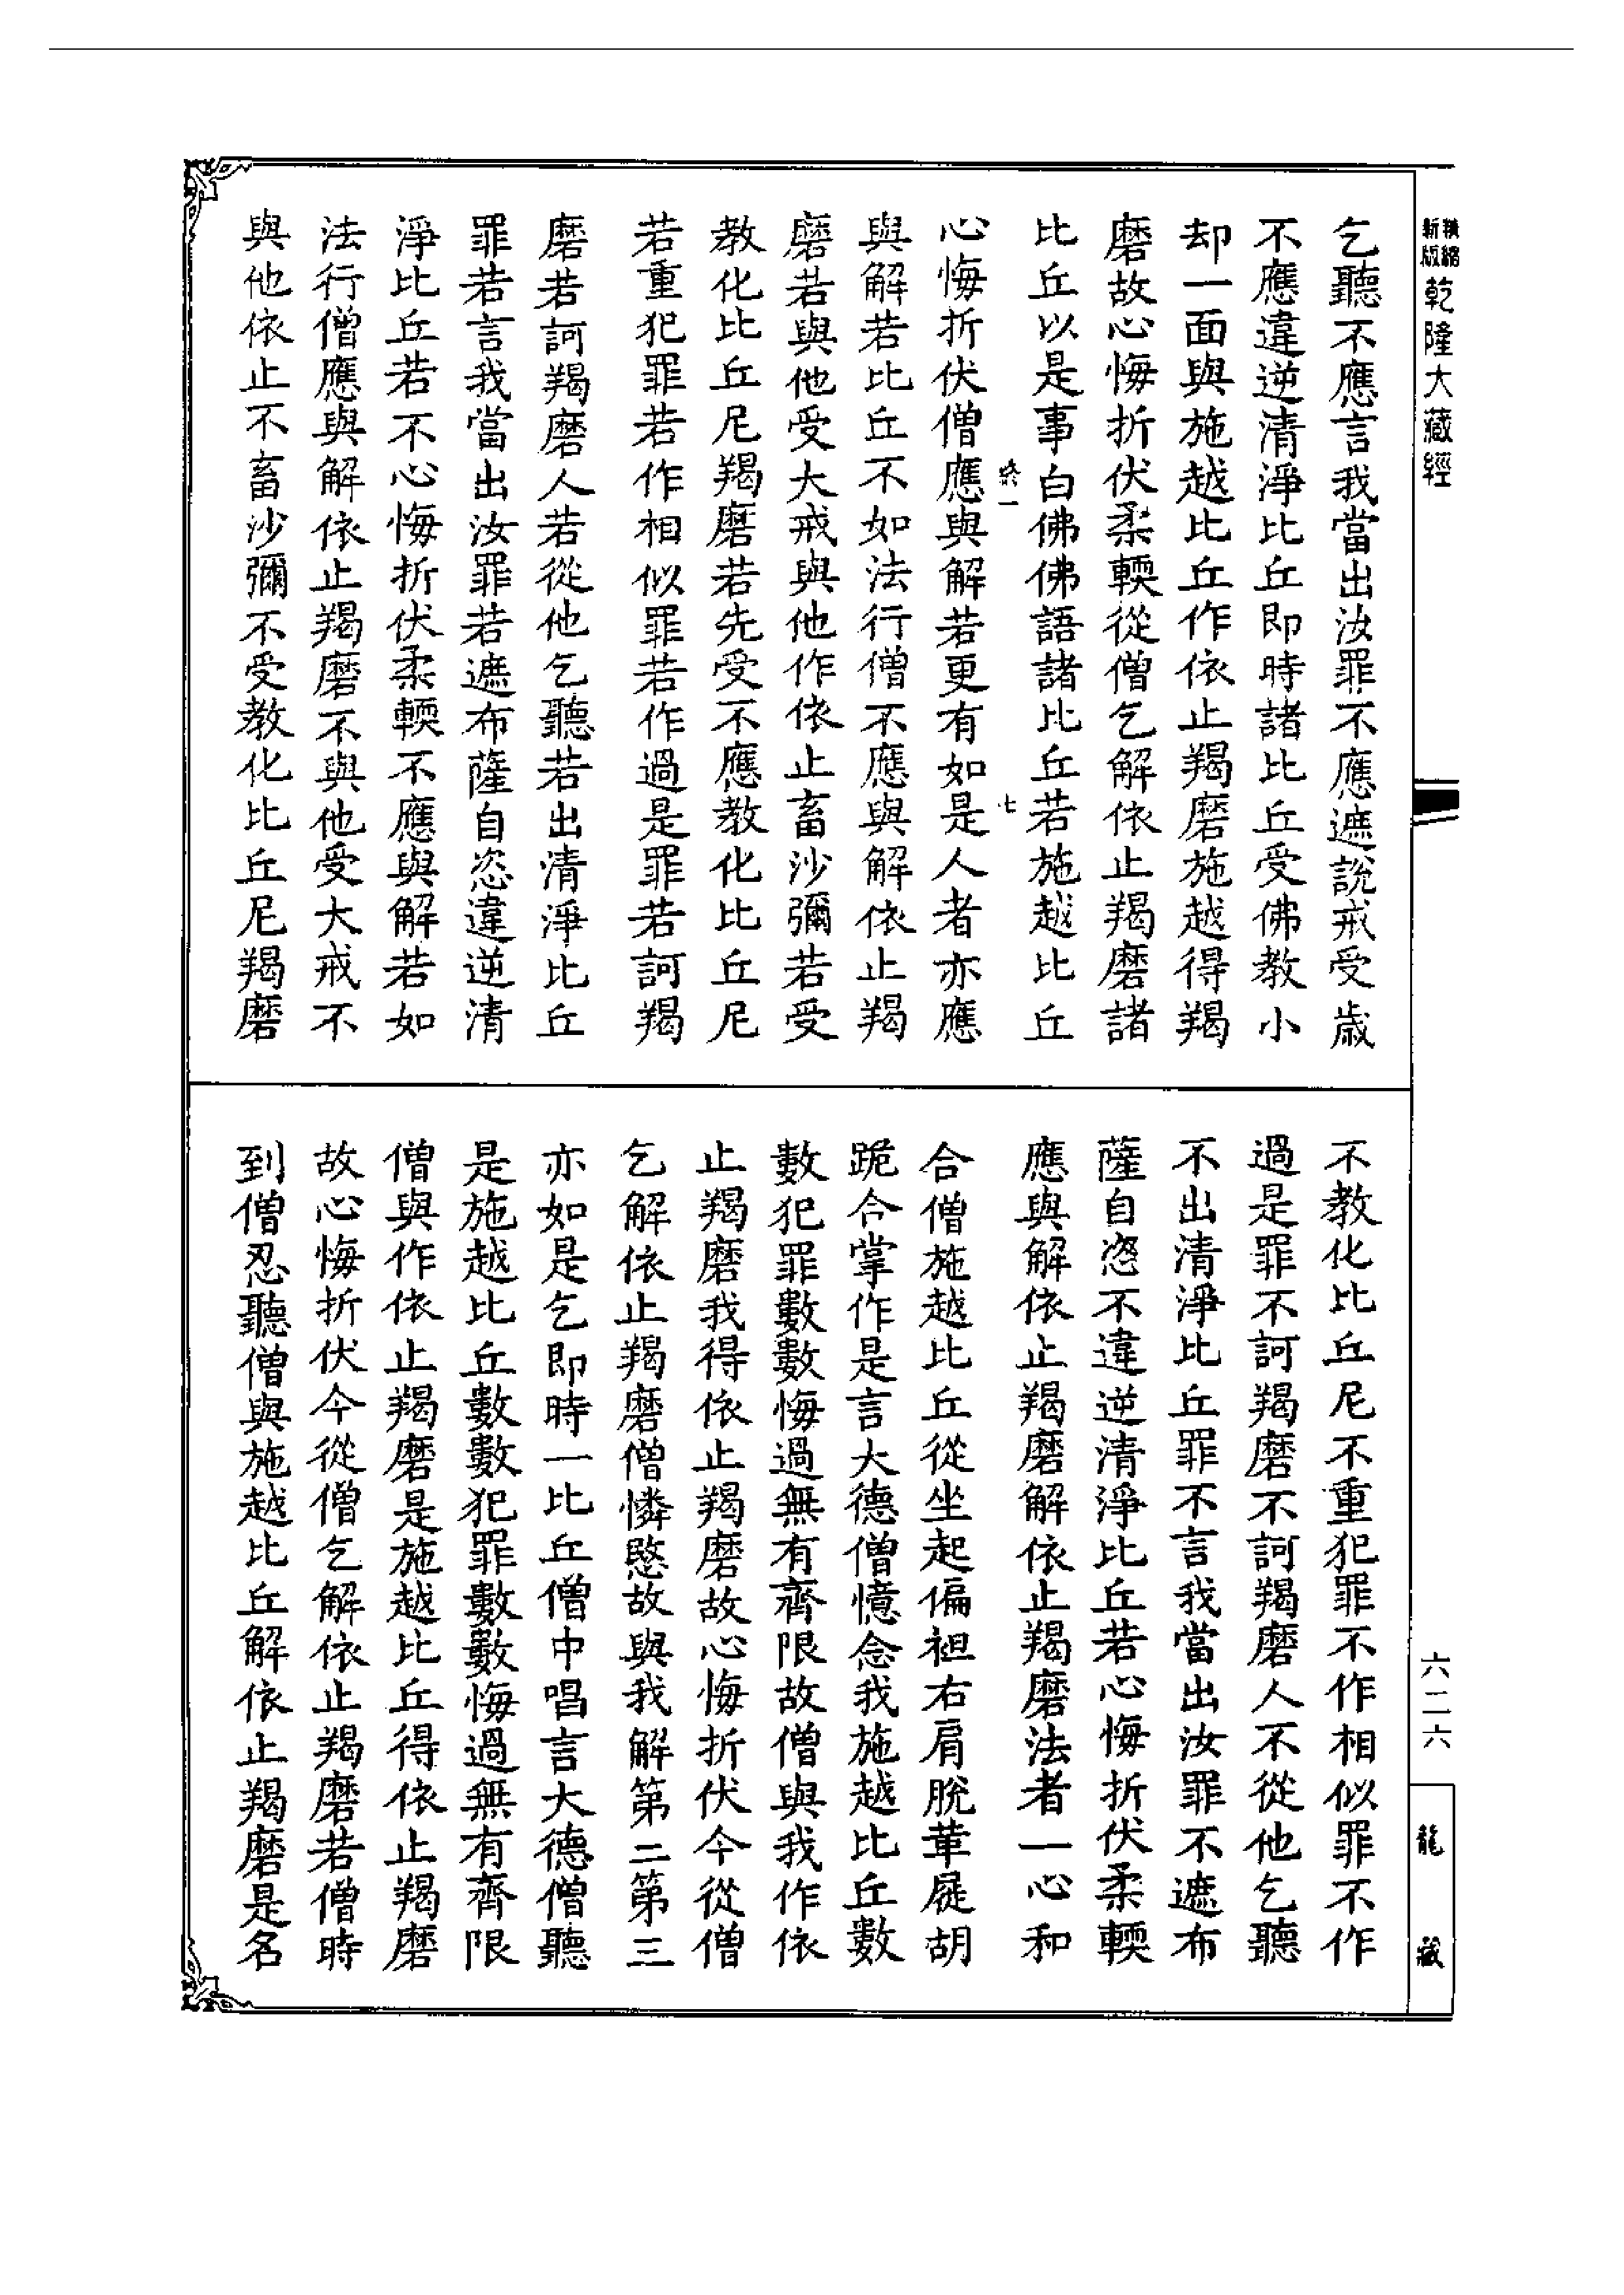 精縮新版乾隆大藏經
乞聽不應言我當出汝罪不應遮說戒受歲
不應違逆清淨比丘即時諸比丘受佛教小
却一面與施越比丘作依止羯磨施越得羯
磨故心悔折伏柔輭從僧乞解依止羯磨諸
比丘以是事白佛佛語諸比丘若施越比丘
心悔折伏僧應與解若更有如是人者亦應
與解若比丘不如法行僧不應與解依止羯
磨若與他受大戒與他作依止畜沙彌若受
教化比丘尼羯磨若先受不應教化比丘尼
若重犯罪若作相似罪若作過是罪若訶羯
磨若訶羯磨人若從他乞聽若出清淨比丘
罪若言我當出汝罪若遮布薩自恣違逆清
淨比丘若不心悔折伏柔輭不應與解若如
法行僧應與解依止羯磨不與他受大戒不
與他依止不畜沙彌不受教化比丘尼羯磨
七
不教化比丘尼不重犯罪不作相似罪不作
過是罪不訶羯磨不訶羯磨人不從他乞聽
不出清淨比丘罪不言我當出汝罪不遮布
薩自恣不違逆清淨比丘若心悔折伏柔輭
應與解依止羯磨解依止羯磨法者一心和
合僧施越比丘從坐起偏袒右肩脫革屣胡
跪合掌作是言大德僧憶念我施越比丘數
數犯罪數數悔過無有齊限故僧與我作依
止羯磨我得依止羯磨故心悔折伏今從僧
乞解依止羯磨僧憐愍故與我解第二第三
亦如是乞即時一比丘僧中唱言大德僧聽
是施越比丘數數犯罪數數悔過無有齊限
僧與作依止羯磨是施越比丘得依止羯磨
故心悔折伏今從僧乞解依止羯磨若僧時
到僧忍聽僧與施越比丘解依止羯磨是名
六二六
龍藏